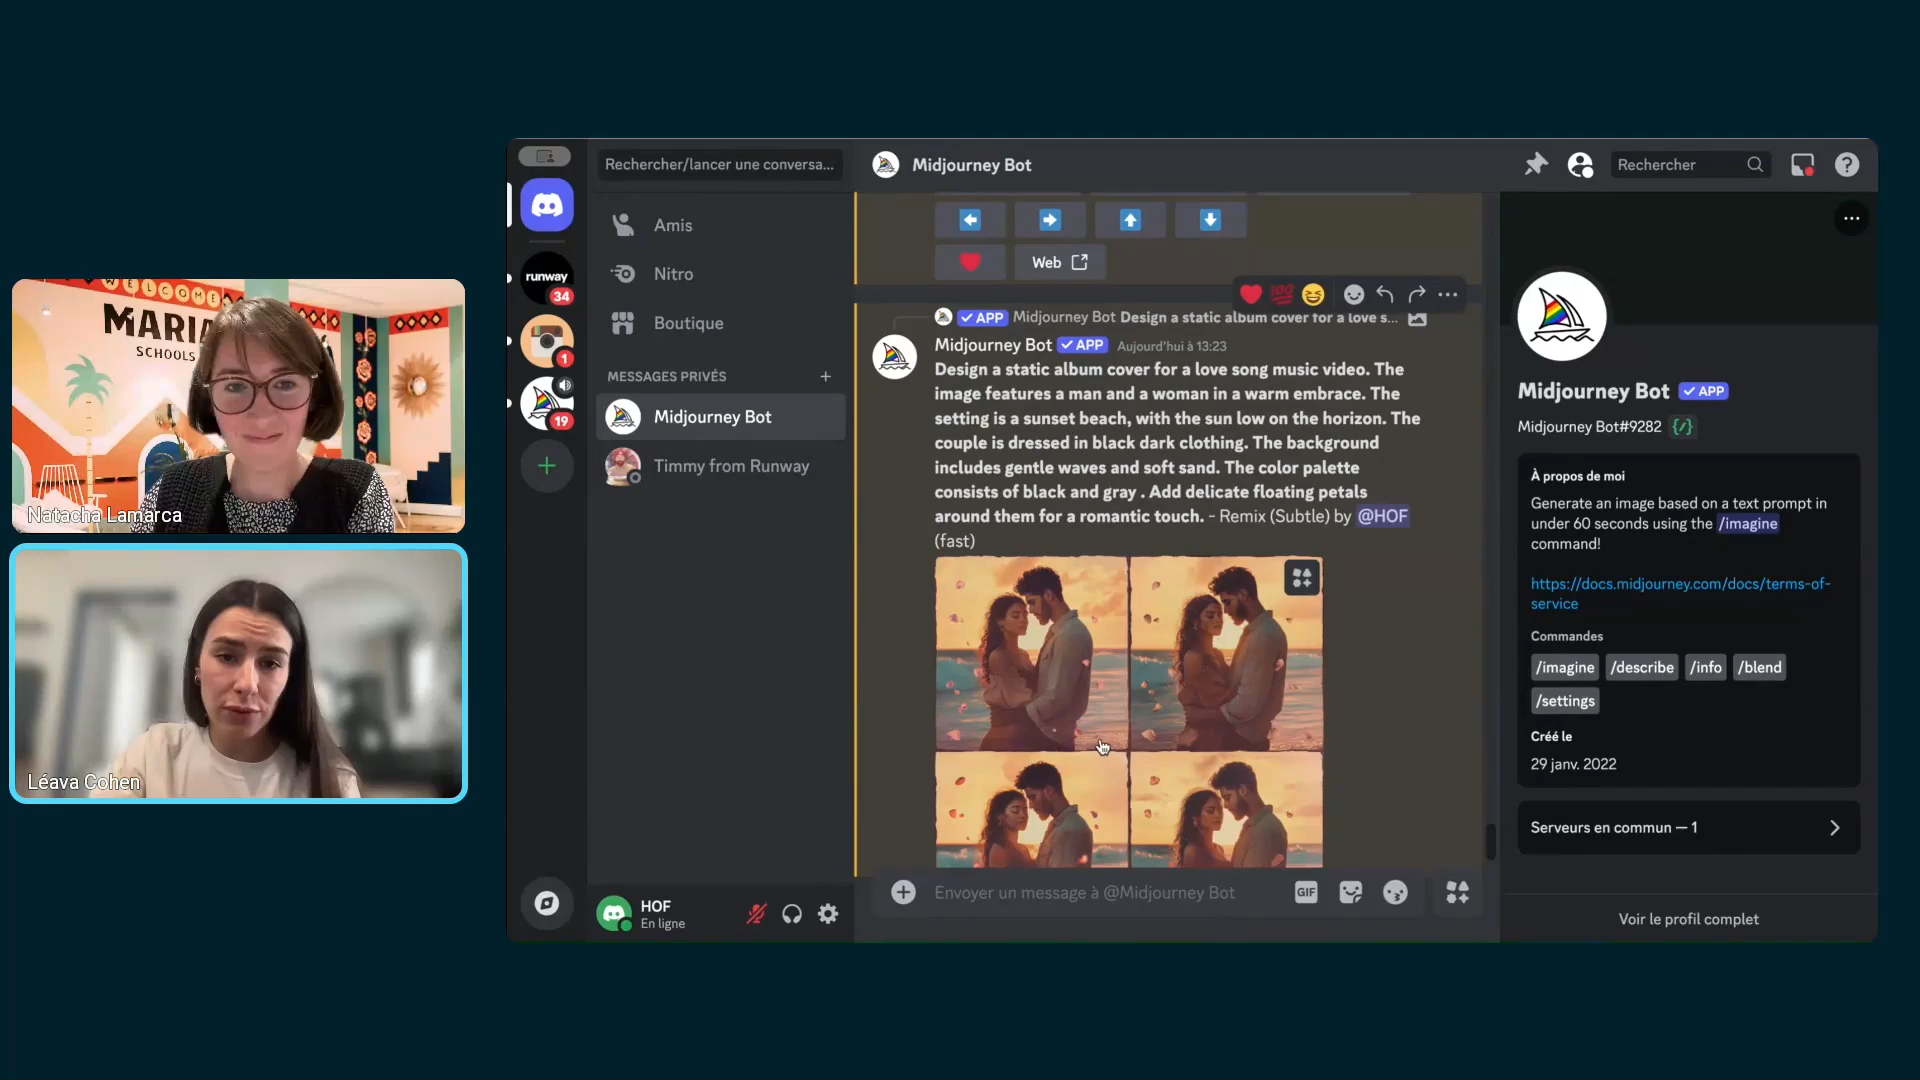 WELCOME
MARIA
SCHOOLS
Natacha Lamarca
Léava Cohen
Rechercher/lancer une conversa...
runway
34
1
19
Amis
Nitro
Boutique
MESSAGES PRIVÉS
Midjourney Bot
Timmy from Runway
HOF
En ligne
Midjourney Bot
Rechercher
Web
APP Midjourney Bot Design a static album cover for a love s...
Midjourney Bot APP Aujourd'hui à 13:23
Design a static album cover for a love song music video. The
image features a man and a woman in a warm embrace. The
setting is a sunset beach, with the sun low on the horizon. The
couple is dressed in black dark clothing. The background
includes gentle waves and soft sand. The color palette
consists of black and gray . Add delicate floating petals
around them for a romantic touch. - Remix (Subtle) by @HOF
(fast)
Envoyer un message à @Midjourney Bot
GIF
Midjourney Bot APP
Midjourney Bot#9282
À propos de moi
Generate an image based on a text prompt in
under 60 seconds using the /imagine
command!
https://docs.midjourney.com/docs/terms-of-
service
Commandes
/imagine /describe /info /blend
/settings
Créé le
29 janv. 2022
Serveurs en commun — 1
Voir le profil complet